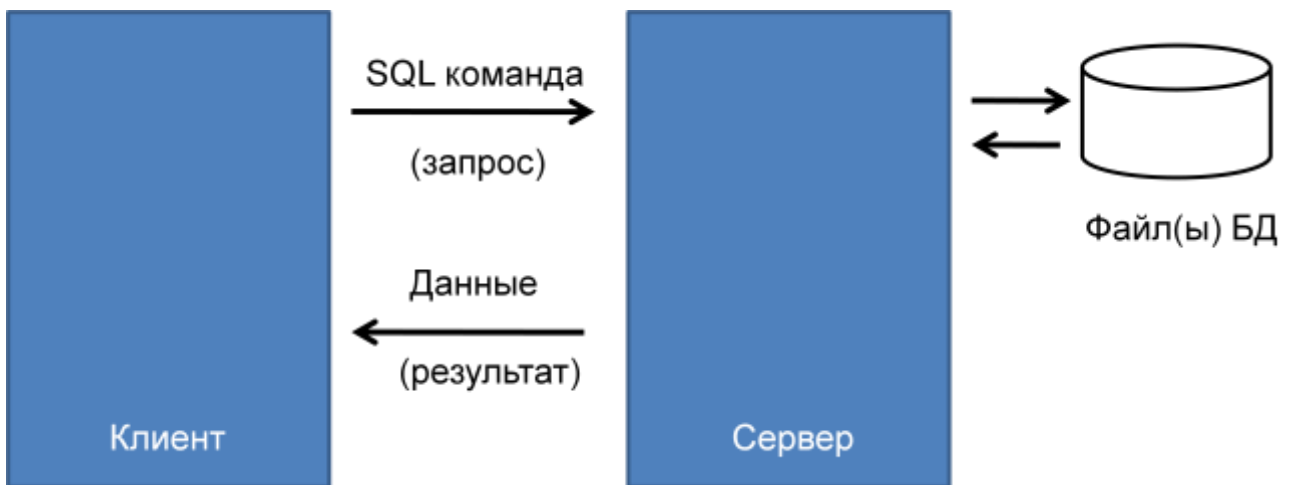 SQL команда
(запрос)
Данные
(результат)
Клиент
Сервер
Файл(ы) БД